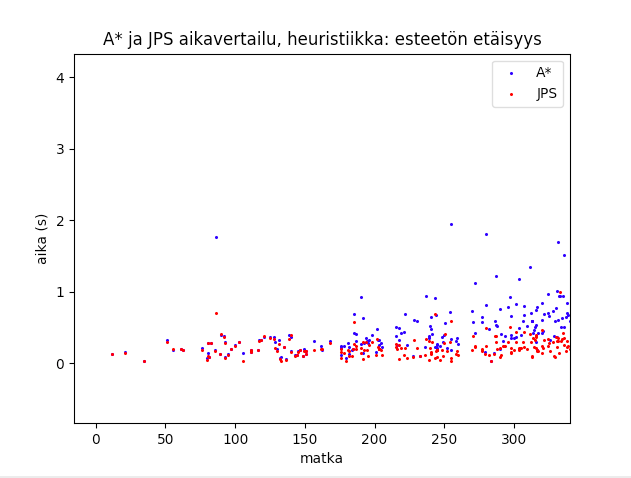 A* ja JPS aikavertailu, heuristiikka: esteetön etäisyys
A*
JPS
aika (s)
4
3
2
1
0
0 50 100 150 200 250 300
matka